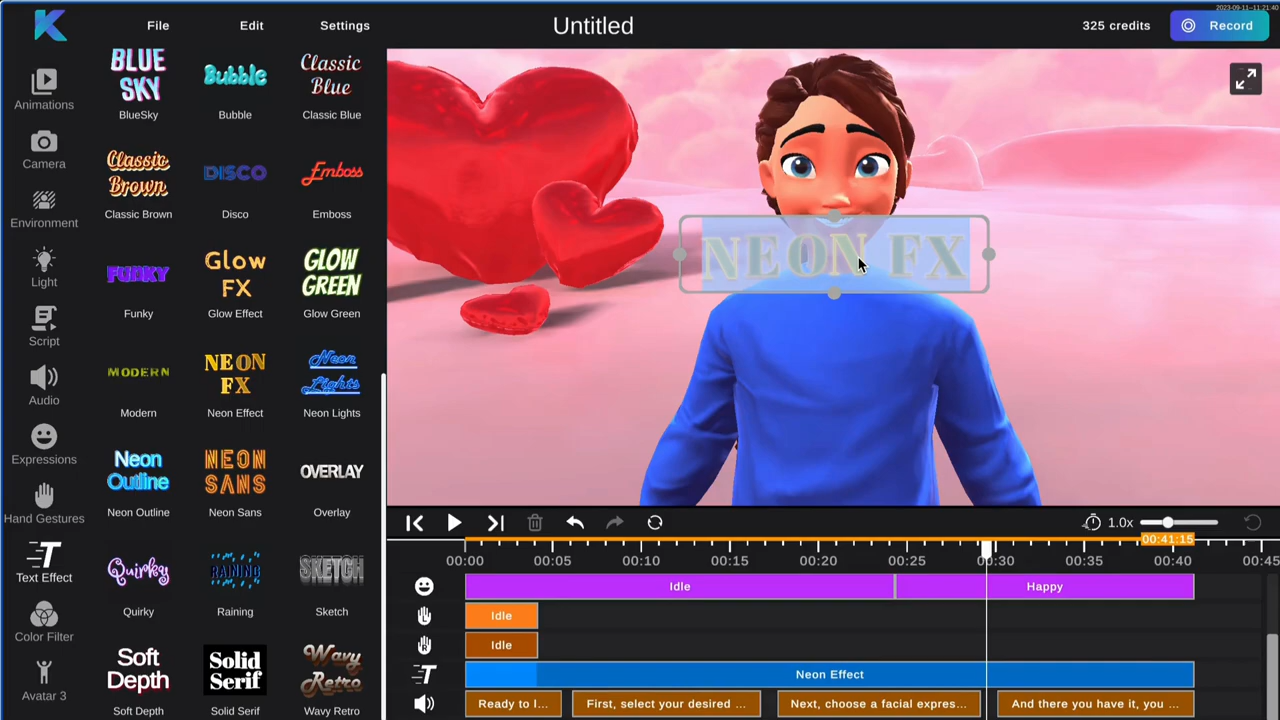 2023-09-11--11:21:40
File Edit Settings Untitled 325 credits Record
Animations
Camera
Environment
Light
Script
Audio
Expressions
Hand Gestures
Text Effect
Color Filter
Avatar 3
BLUE SKY
Bubble
Classic Blue
BlueSky Bubble Classic Blue
Classic Brown
DISCO
Emboss
Classic Brown Disco Emboss
FUNKY
Glow FX
GLOW GREEN
Funky Glow Effect Glow Green
MODERN
NEON FX
Neon Lights
Modern Neon Effect Neon Lights
Neon Outline
NEON SANS
OVERLAY
Neon Outline Neon Sans Overlay
Quirky
RAINING
SKETCH
Quirky Raining Sketch
Soft Depth
Solid Serif
Wavy Retro
Soft Depth Solid Serif Wavy Retro
NEON FX
1.0x
00:41:15
00:00 00:05 00:10 00:15 00:20 00:25 00:30 00:35 00:40 00:45
Idle Happy
Idle
Idle
Neon Effect
Ready to l... First, select your desired ... Next, choose a facial expres... And there you have it, you ...